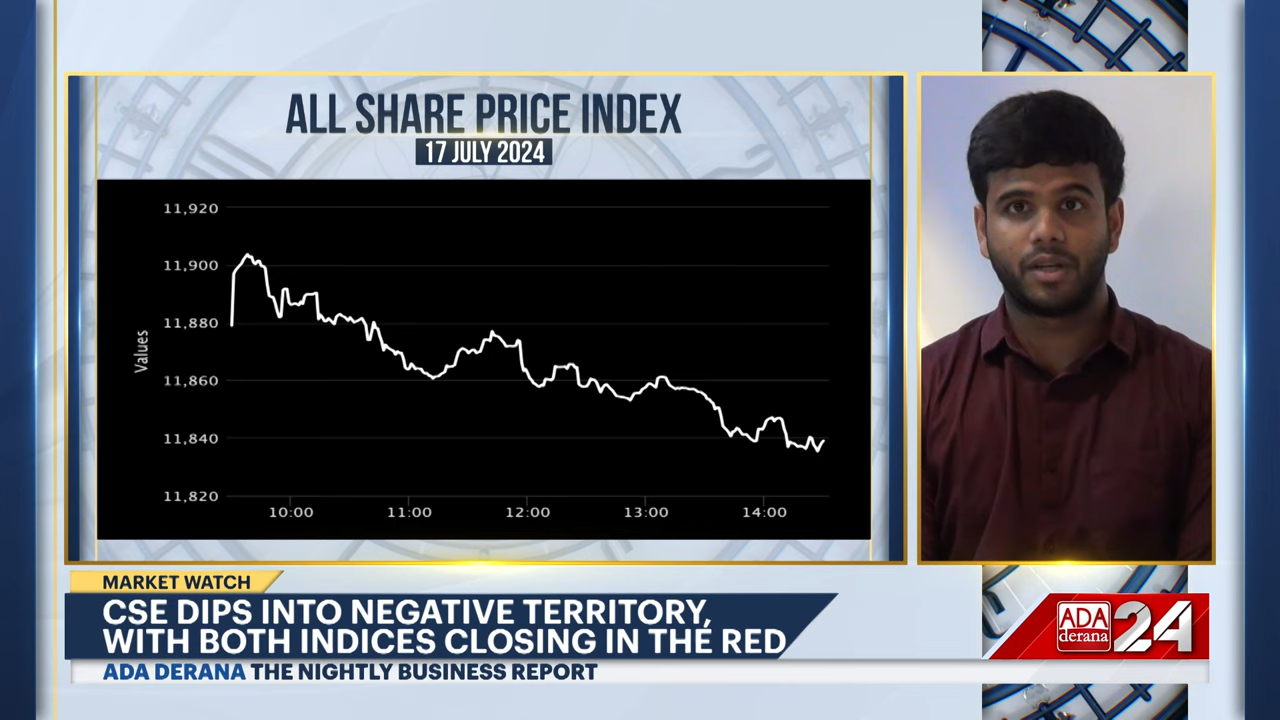 ALL SHARE PRICE INDEX
17 JULY 2024
11,920
11,900
11,880
11,860
11,840
11,820
Values
10:00 11:00 12:00 13:00 14:00
MARKET WATCH
CSE DIPS INTO NEGATIVE TERRITORY,
WITH BOTH INDICES CLOSING IN THE RED
ADA DERANA THE NIGHTLY BUSINESS REPORT
ADA
derana
24